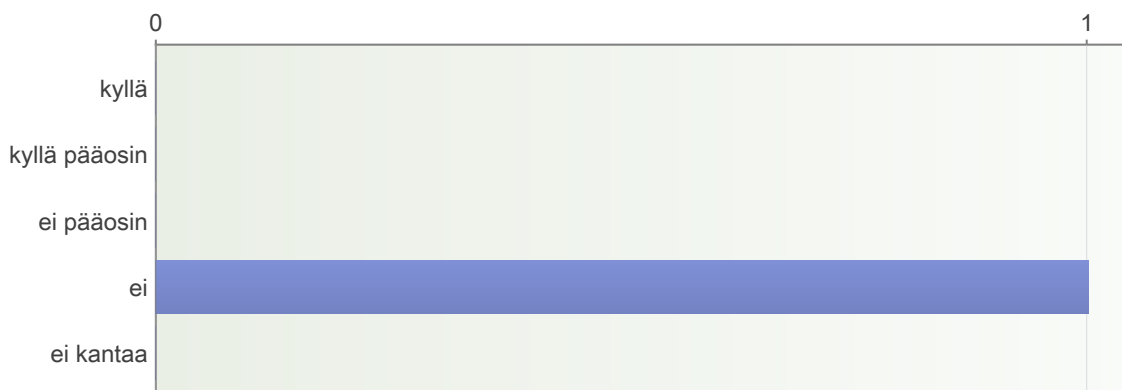 0 1
kyllä
kyllä pääosin
ei pääosin
ei
ei kantaa